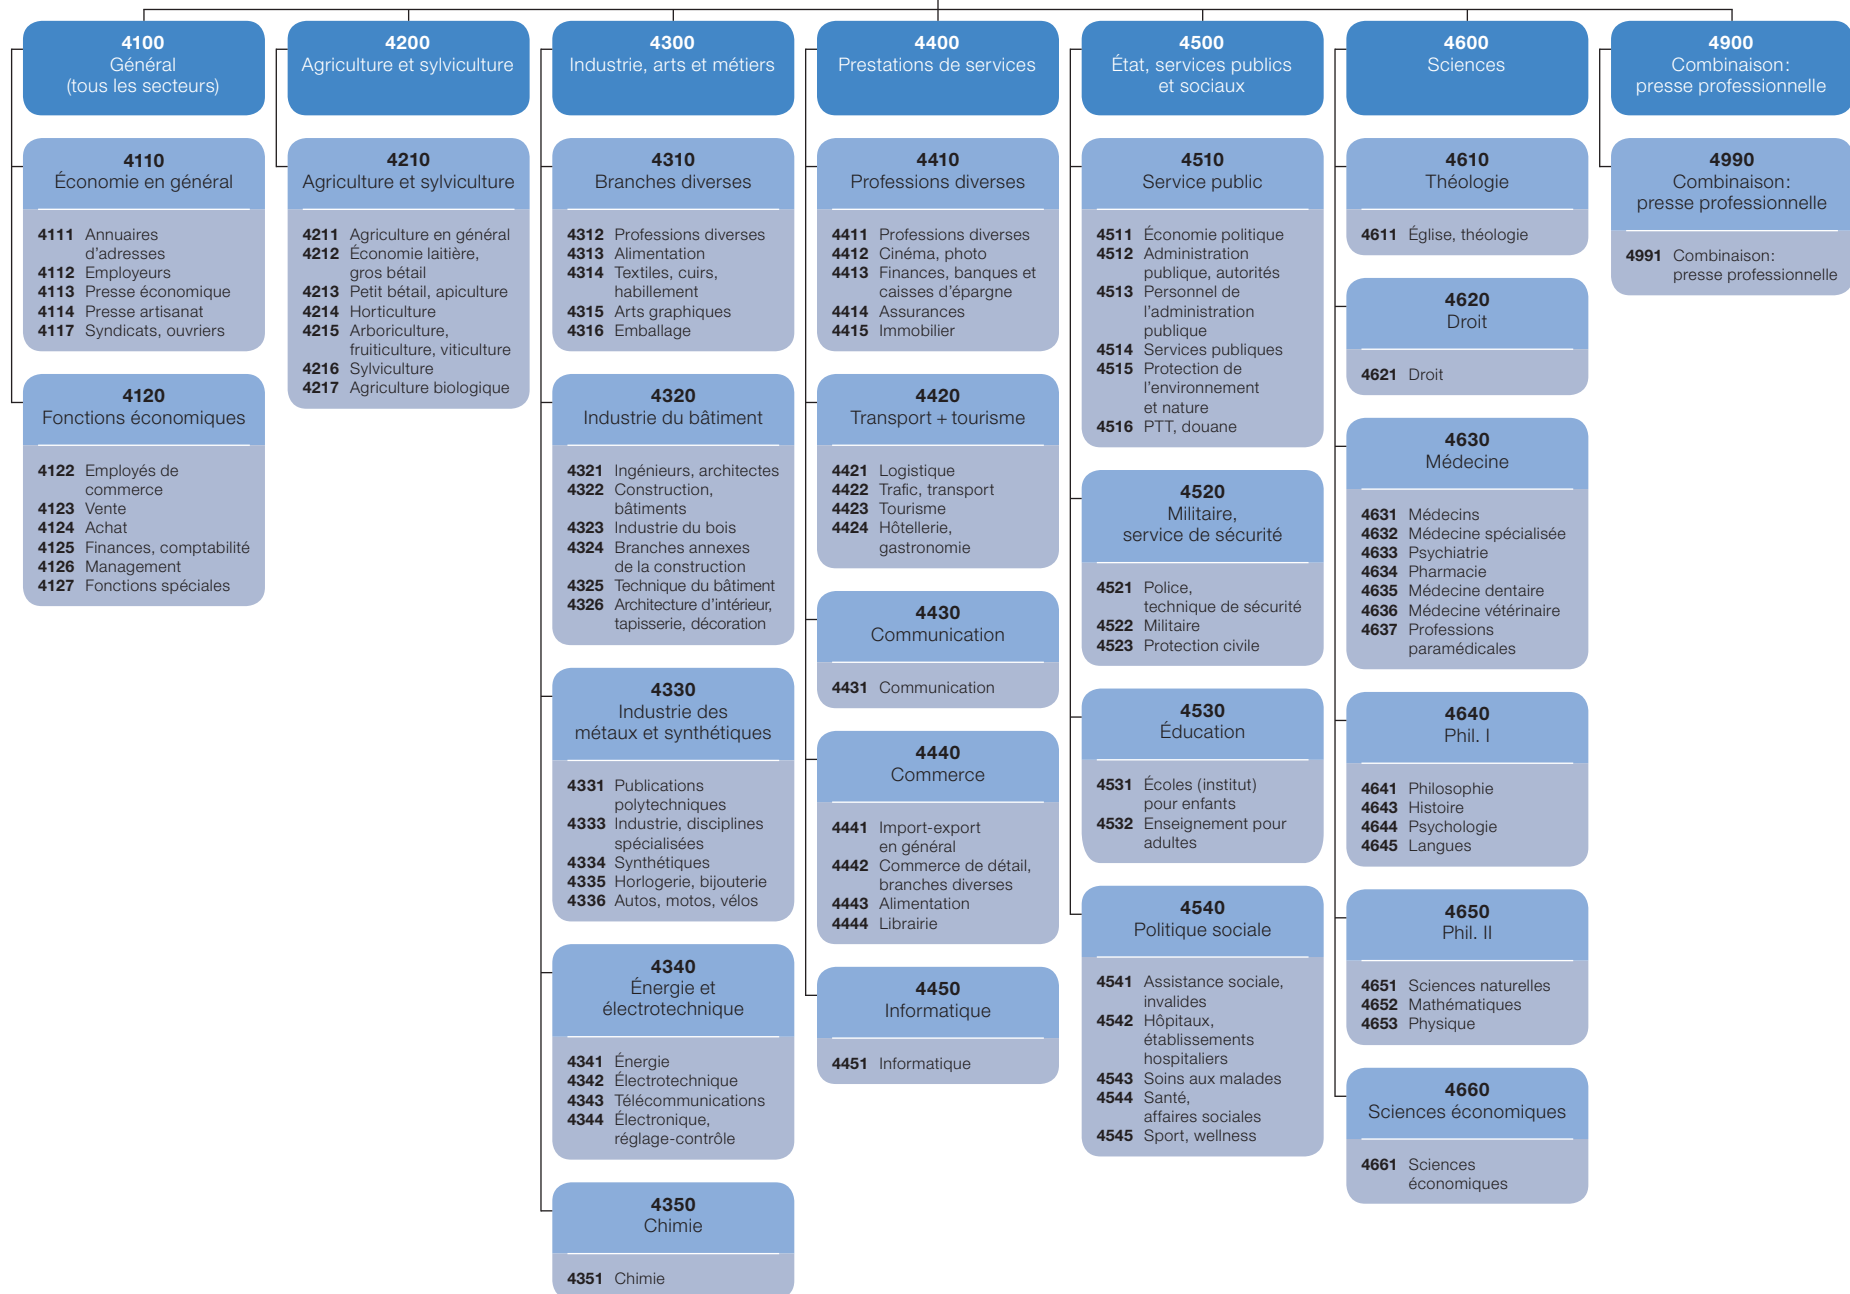 4100
Général
(tous les secteurs)
4110
Économie en général
4111 Annuaires
d’adresses
4112 Employeurs
4113 Presse économique
4114 Presse artisanat
4117 Syndicats, ouvriers
4120
Fonctions économiques
4122 Employés de
commerce
4123 Vente
4124 Achat
4125 Finances, comptabilité
4126 Management
4127 Fonctions spéciales
4200
Agriculture et sylviculture
4210
Agriculture et sylviculture
4211 Agriculture en général
4212 Économie laitière,
gros bétail
4213 Petit bétail, apiculture
4214 Horticulture
4215 Arboriculture,
fruiticulture, viticulture
4216 Sylviculture
4217 Agriculture biologique
4300
Industrie, arts et métiers
4310
Branches diverses
4312 Professions diverses
4313 Alimentation
4314 Textiles, cuirs,
habillement
4315 Arts graphiques
4316 Emballage
4320
Industrie du bâtiment
4321 Ingénieurs, architectes
4322 Construction,
bâtiments
4323 Industrie du bois
4324 Branches annexes
de la construction
4325 Technique du bâtiment
4326 Architecture d’intérieur,
tapisserie, décoration
4330
Industrie des
métaux et synthétiques
4331 Publications
polytechniques
4333 Industrie, disciplines
spécialisées
4334 Synthétiques
4335 Horlogerie, bijouterie
4336 Autos, motos, vélos
4340
Énergie et
électrotechnique
4341 Énergie
4342 Électrotechnique
4343 Télécommunications
4344 Électronique,
réglage-contrôle
4350
Chimie
4351 Chimie
4400
Prestations de services
4410
Professions diverses
4411 Professions diverses
4412 Cinéma, photo
4413 Finances, banques et
caisses d’épargne
4414 Assurances
4415 Immobilier
4420
Transport + tourisme
4421 Logistique
4422 Trafic, transport
4423 Tourisme
4424 Hôtellerie,
gastronomie
4430
Communication
4431 Communication
4440
Commerce
4441 Import-export
en général
4442 Commerce de détail,
branches diverses
4443 Alimentation
4444 Librairie
4450
Informatique
4451 Informatique
4500
État, services publics
et sociaux
4510
Service public
4511 Économie politique
4512 Administration
publique, autorités
4513 Personnel de
l’administration
publique
4514 Services publiques
4515 Protection de
l’environnement
et nature
4516 PTT, douane
4520
Militaire,
service de sécurité
4521 Police,
technique de sécurité
4522 Militaire
4523 Protection civile
4530
Éducation
4531 Écoles (institut)
pour enfants
4532 Enseignement pour
adultes
4540
Politique sociale
4541 Assistance sociale,
invalides
4542 Hôpitaux,
établissements
hospitaliers
4543 Soins aux malades
4544 Santé,
affaires sociales
4545 Sport, wellness
4600
Sciences
4610
Théologie
4611 Église, théologie
4620
Droit
4621 Droit
4630
Médecine
4631 Médecins
4632 Médecine spécialisée
4633 Psychiatrie
4634 Pharmacie
4635 Médecine dentaire
4636 Médecine vétérinaire
4637 Professions
paramédicales
4640
Phil. I
4641 Philosophie
4643 Histoire
4644 Psychologie
4645 Langues
4650
Phil. II
4651 Sciences naturelles
4652 Mathématiques
4653 Physique
4660
Sciences économiques
4661 Sciences
économiques
4900
Combinaison:
presse professionnelle
4990
Combinaison:
presse professionnelle
4991 Combinaison:
presse professionnelle